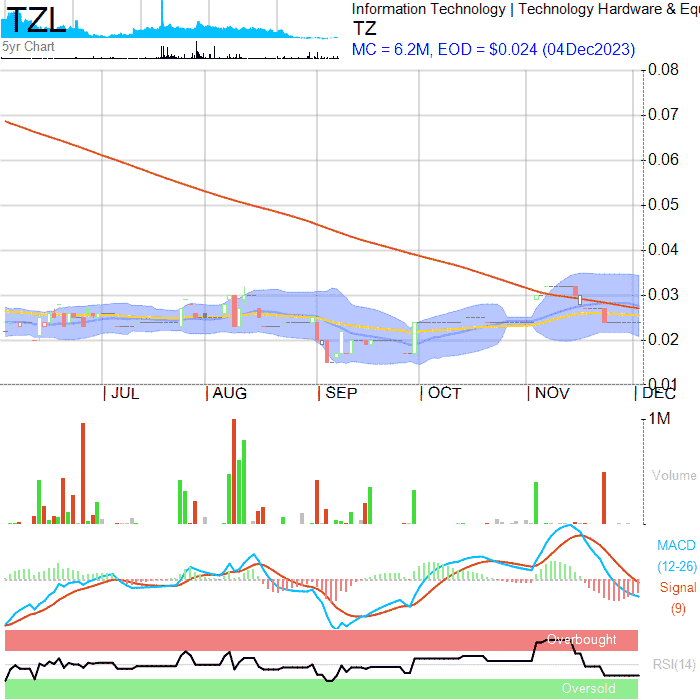 TZL
5yr Chart
Information Technology | Technology Hardware & Equ
TZ
MC = 6.2M, EOD = $0.024 (04Dec2023)
0.08
0.07
0.06
0.05
0.04
0.03
0.02
0.01
JUL AUG SEP OCT NOV DEC
1M
Volume
MACD
(12-26)
Signal
(9)
Overbought
RSI(14)
Oversold